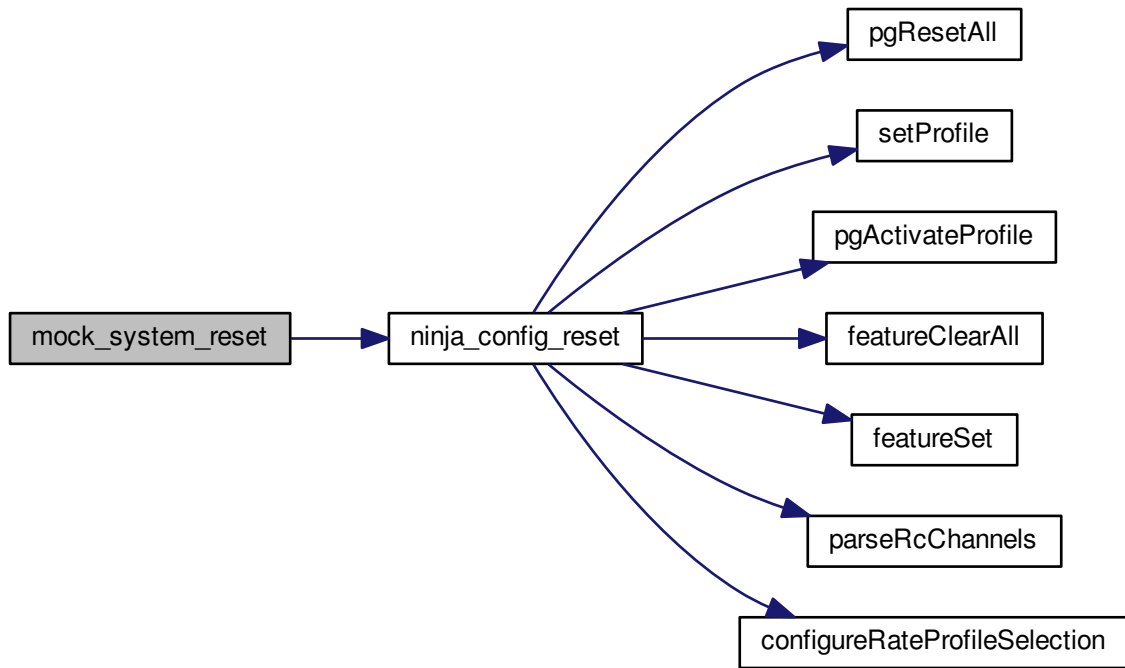 pgResetAll
setProfile
pgActivateProfile
mock_system_reset
ninja_config_reset
featureClearAll
featureSet
parseRcChannels
configureRateProfileSelection